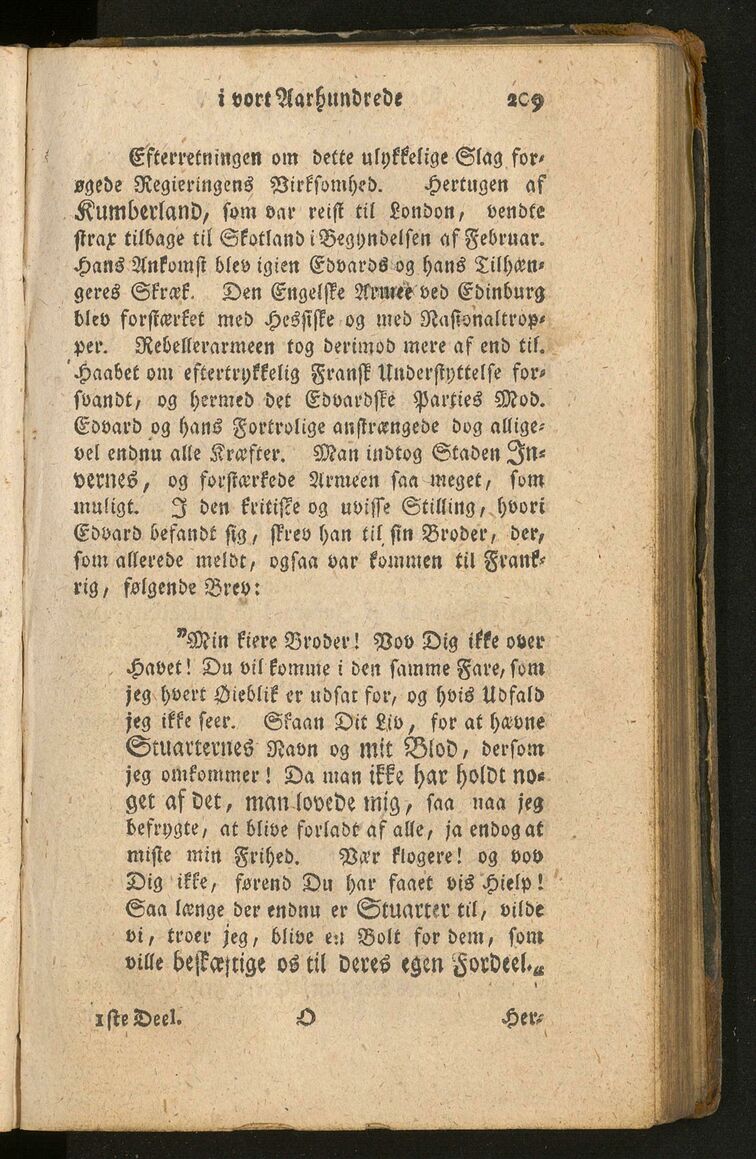 i vort Aarhundrede 209
Efterretningen om dette ulykkelige Slag for-
øgede Regieringens Virksomhed. Hertugen af
Kumberland, som var reist til London, vendte
strax tilbage til Skotland i Begyndelsen af Februar.
Hans Ankomst blev igien Edvards og hans Tilhæn-
geres Skræk. Den Engelske Armee ved Edinburg
blev forstærket med Hessiske og med Nasionaltrop-
per. Rebellerarmeen tog derimod mere af end til.
Haabet om eftertrykkelig Fransk Understyttelse for-
svandt, og hermed det Edvardske Parties Mod.
Edvard og hans Fortrolige anstrængede dog allige-
vel endnu alle Kræfter. Man indtog Staden In-
vernes, og forstærkede Armeen saa meget, som
muligt. I den kritiske og uvisse Stilling, hvori
Edvard befandt sig, skrev han til sin Broder, der,
som allerede meldt, ogsaa var kommen til Frank-
rig, følgende Brev:
"Min kiere Broder! Vov Dig ikke over
Havet! Du vil komme i den samme Fare, som
jeg hvert Øieblik er udsat for, og hvis Udfald
jeg ikke seer. Skaan Dit Liv, for at hævne
Stuarternes Navn og mit Blod, dersom
jeg omkommer! Da man ikke har holdt no-
get af det, man lovede mig, saa naa jeg
befrygte, at blive forladt af alle, ja endog at
miste min Frihed. Vær klogere! og vov
Dig ikke, førend Du har faaet vis Hielp!
Saa længe der endnu er Stuarter til, vilde
vi, troer jeg, blive en Bolt for dem, som
ville beskæftige os til deres egen Fordeel.„
1ste Deel. O Her-